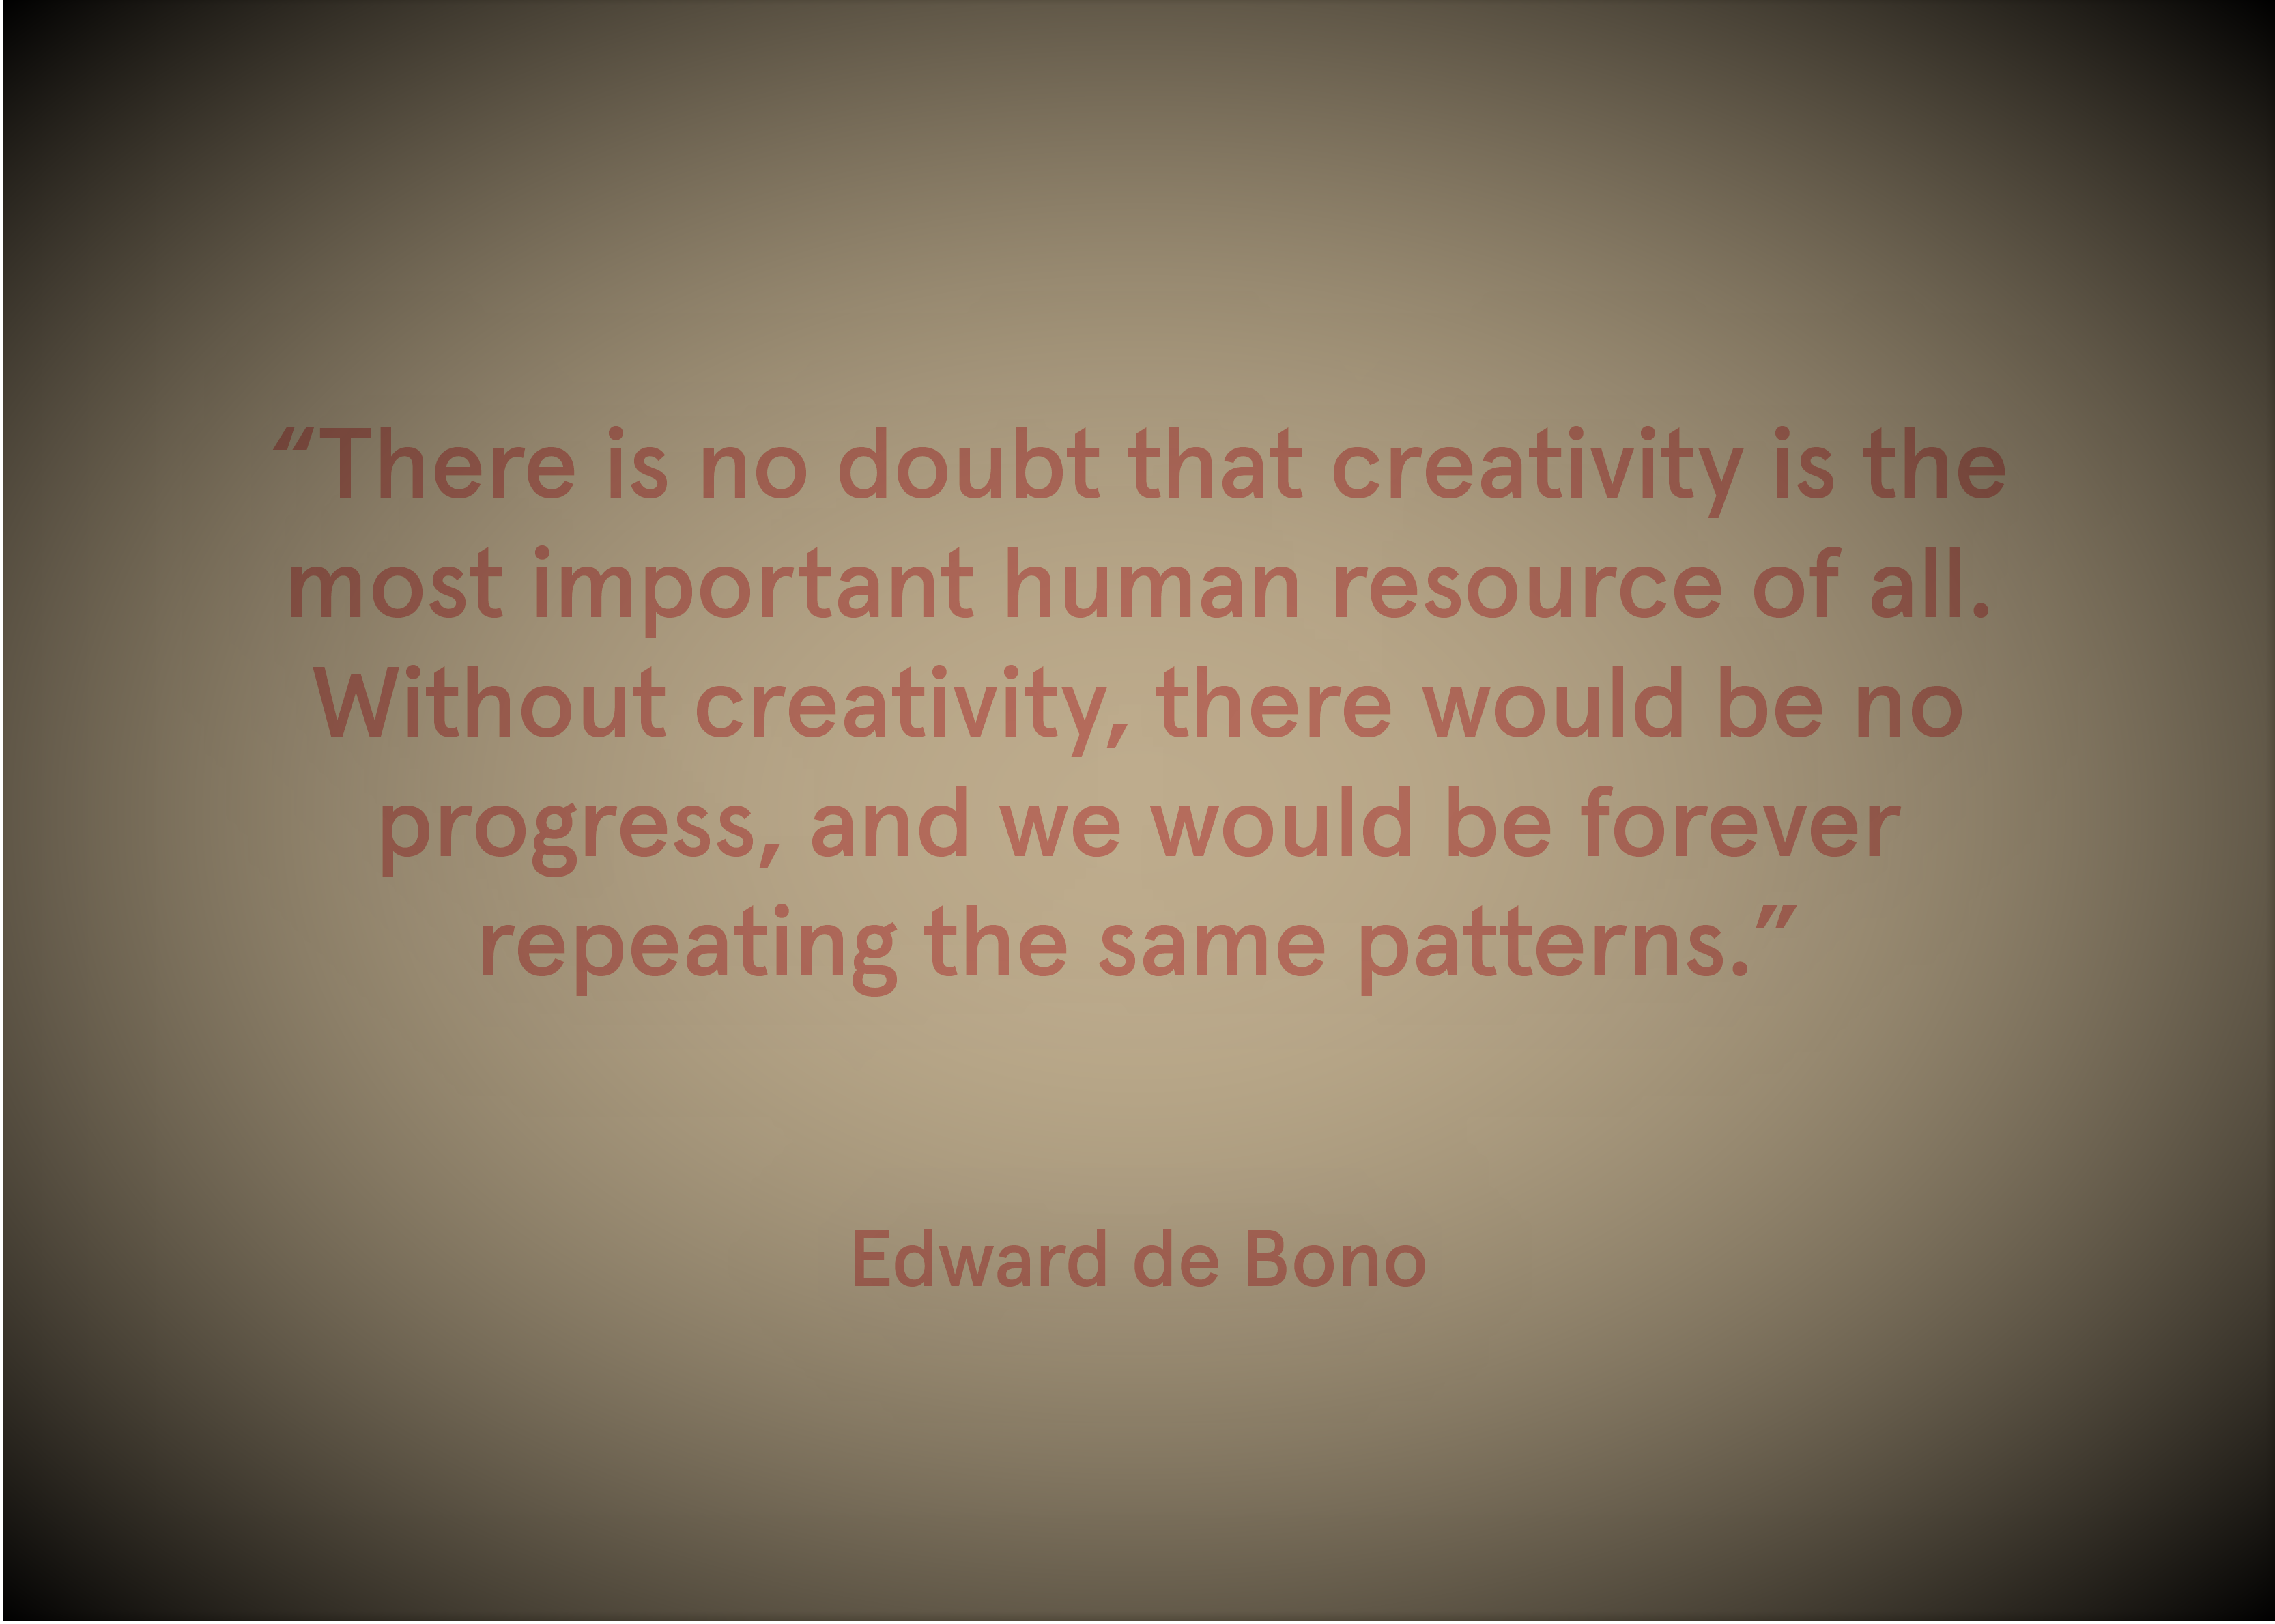 “There is no doubt that creativity is the
most important human resource of all.
Without creativity, there would be no
progress, and we would be forever
repeating the same patterns.”
Edward de Bono